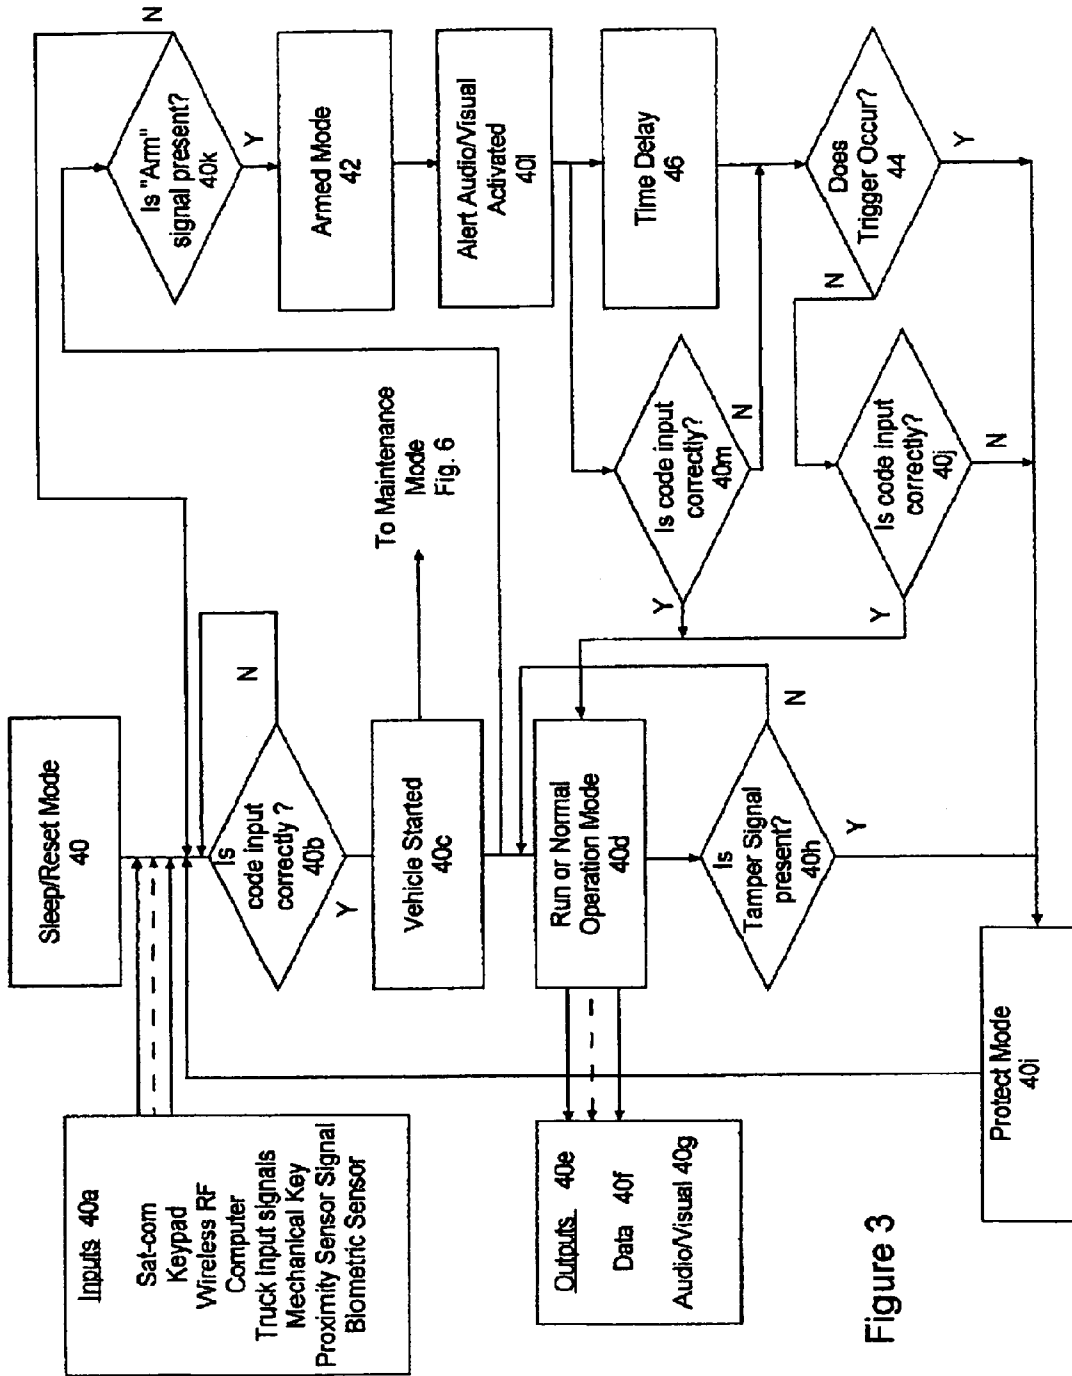 Sleep/Reset Mode
40
Inputs 40a
Sat-com
Keypad
Wireless RF
Computer
Truck Input signals
Mechanical Key
Proximity Sensor Signal
Biometric Sensor
Is
code input
correctly ?
40b
N
Y
Vehicle Started
40c
To Maintenance
Mode
Fig. 6
Run or Normal
Operation Mode
40d
Outputs 40e
Data 40f
Audio/Visual 40g
Is
Tamper Signal
present?
40h
N
Y
Protect Mode
40i
Is "Arm"
signal present?
40k
N
Y
Armed Mode
42
Alert Audio/Visual
Activated
40l
Time Delay
46
Is code input
correctly?
40m
Y
N
Does
Trigger Occur?
44
N
Y
Is code input
correctly?
40j
Y
N
Figure 3